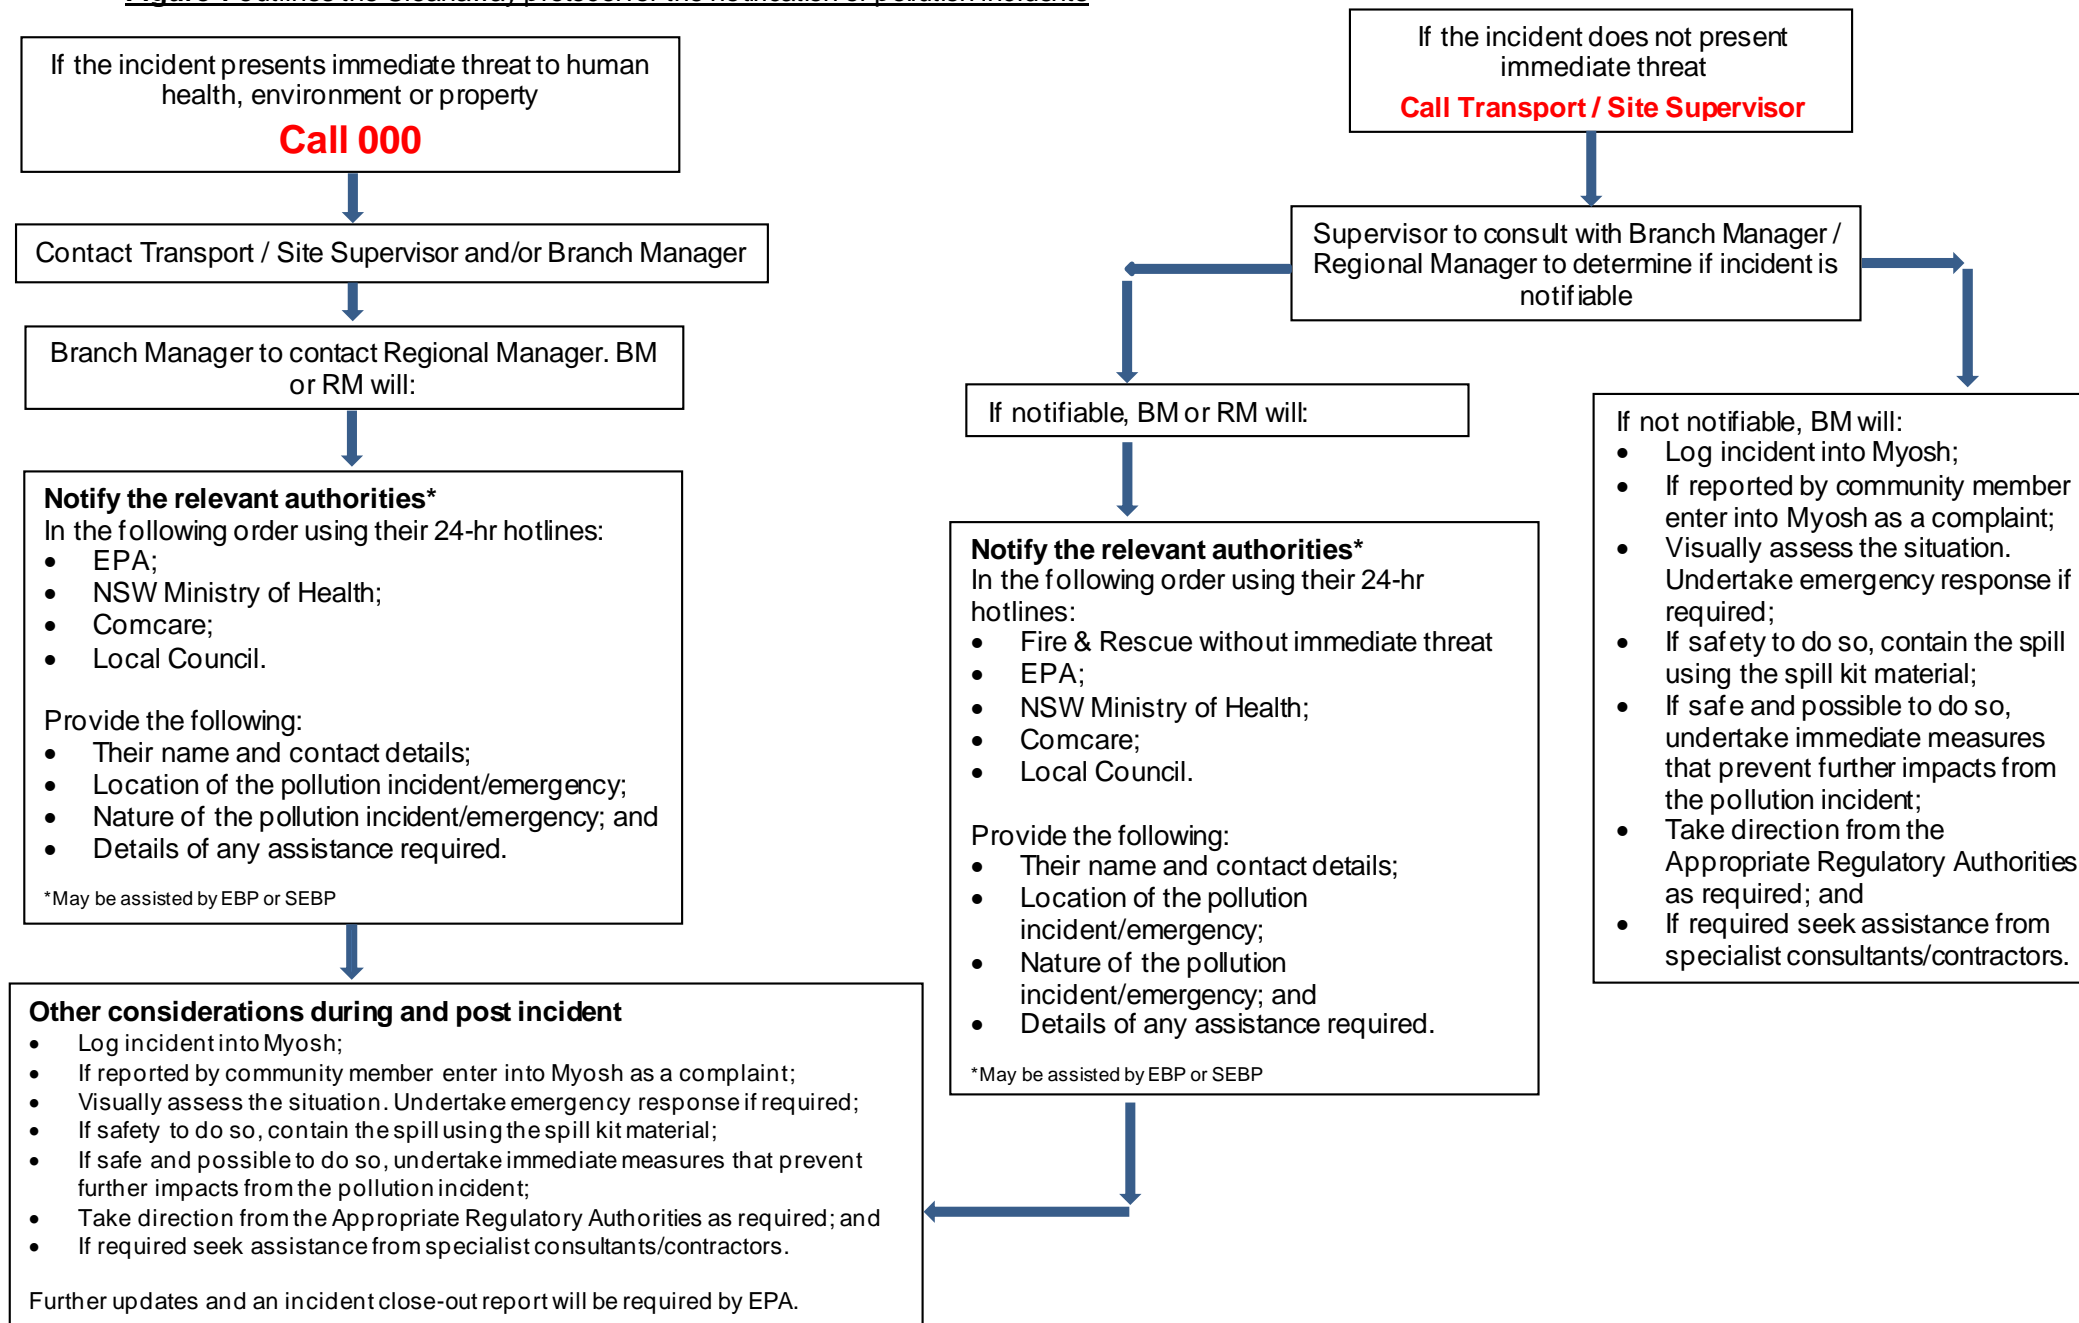 If the incident presents immediate threat to human
health, environment or property
Call 000
Contact Transport / Site Supervisor and/or Branch Manager
Branch Manager to contact Regional Manager. BM
or RM will:
Notify the relevant authorities*
In the following order using their 24-hr hotlines:
• EPA;
• NSW Ministry of Health;
• Comcare;
• Local Council.
Provide the following:
• Their name and contact details;
• Location of the pollution incident/emergency;
• Nature of the pollution incident/emergency; and
• Details of any assistance required.
*May be assisted by EBP or SEBP
Other considerations during and post incident
• Log incident into Myosh;
• If reported by community member enter into Myosh as a complaint;
• Visually assess the situation. Undertake emergency response if required;
• If safety to do so, contain the spill using the spill kit material;
• If safe and possible to do so, undertake immediate measures that prevent
further impacts from the pollution incident;
• Take direction from the Appropriate Regulatory Authorities as required; and
• If required seek assistance from specialist consultants/contractors.
Further updates and an incident close-out report will be required by EPA.
If the incident does not present
immediate threat
Call Transport / Site Supervisor
Supervisor to consult with Branch Manager /
Regional Manager to determine if incident is
notifiable
If notifiable, BM or RM will:
Notify the relevant authorities*
In the following order using their 24-hr
hotlines:
• Fire & Rescue without immediate threat
• EPA;
• NSW Ministry of Health;
• Comcare;
• Local Council.
Provide the following:
• Their name and contact details;
• Location of the pollution
incident/emergency;
• Nature of the pollution
incident/emergency; and
• Details of any assistance required.
*May be assisted by EBP or SEBP
If not notifiable, BM will:
• Log incident into Myosh;
• If reported by community member
enter into Myosh as a complaint;
• Visually assess the situation.
Undertake emergency response if
required;
• If safety to do so, contain the spill
using the spill kit material;
• If safe and possible to do so,
undertake immediate measures
that prevent further impacts from
the pollution incident;
• Take direction from the
Appropriate Regulatory Authorities
as required; and
• If required seek assistance from
specialist consultants/contractors.